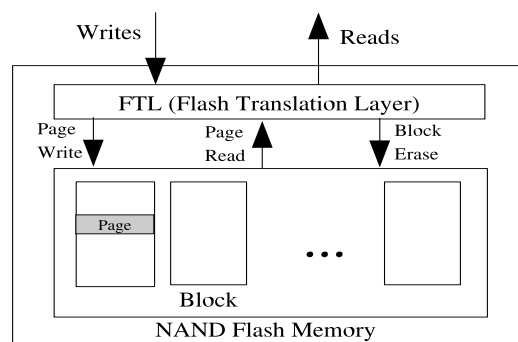 Writes
Reads
FTL (Flash Translation Layer)
Page
Write
Page
Read
Block
Erase
Page
...
Block
NAND Flash Memory